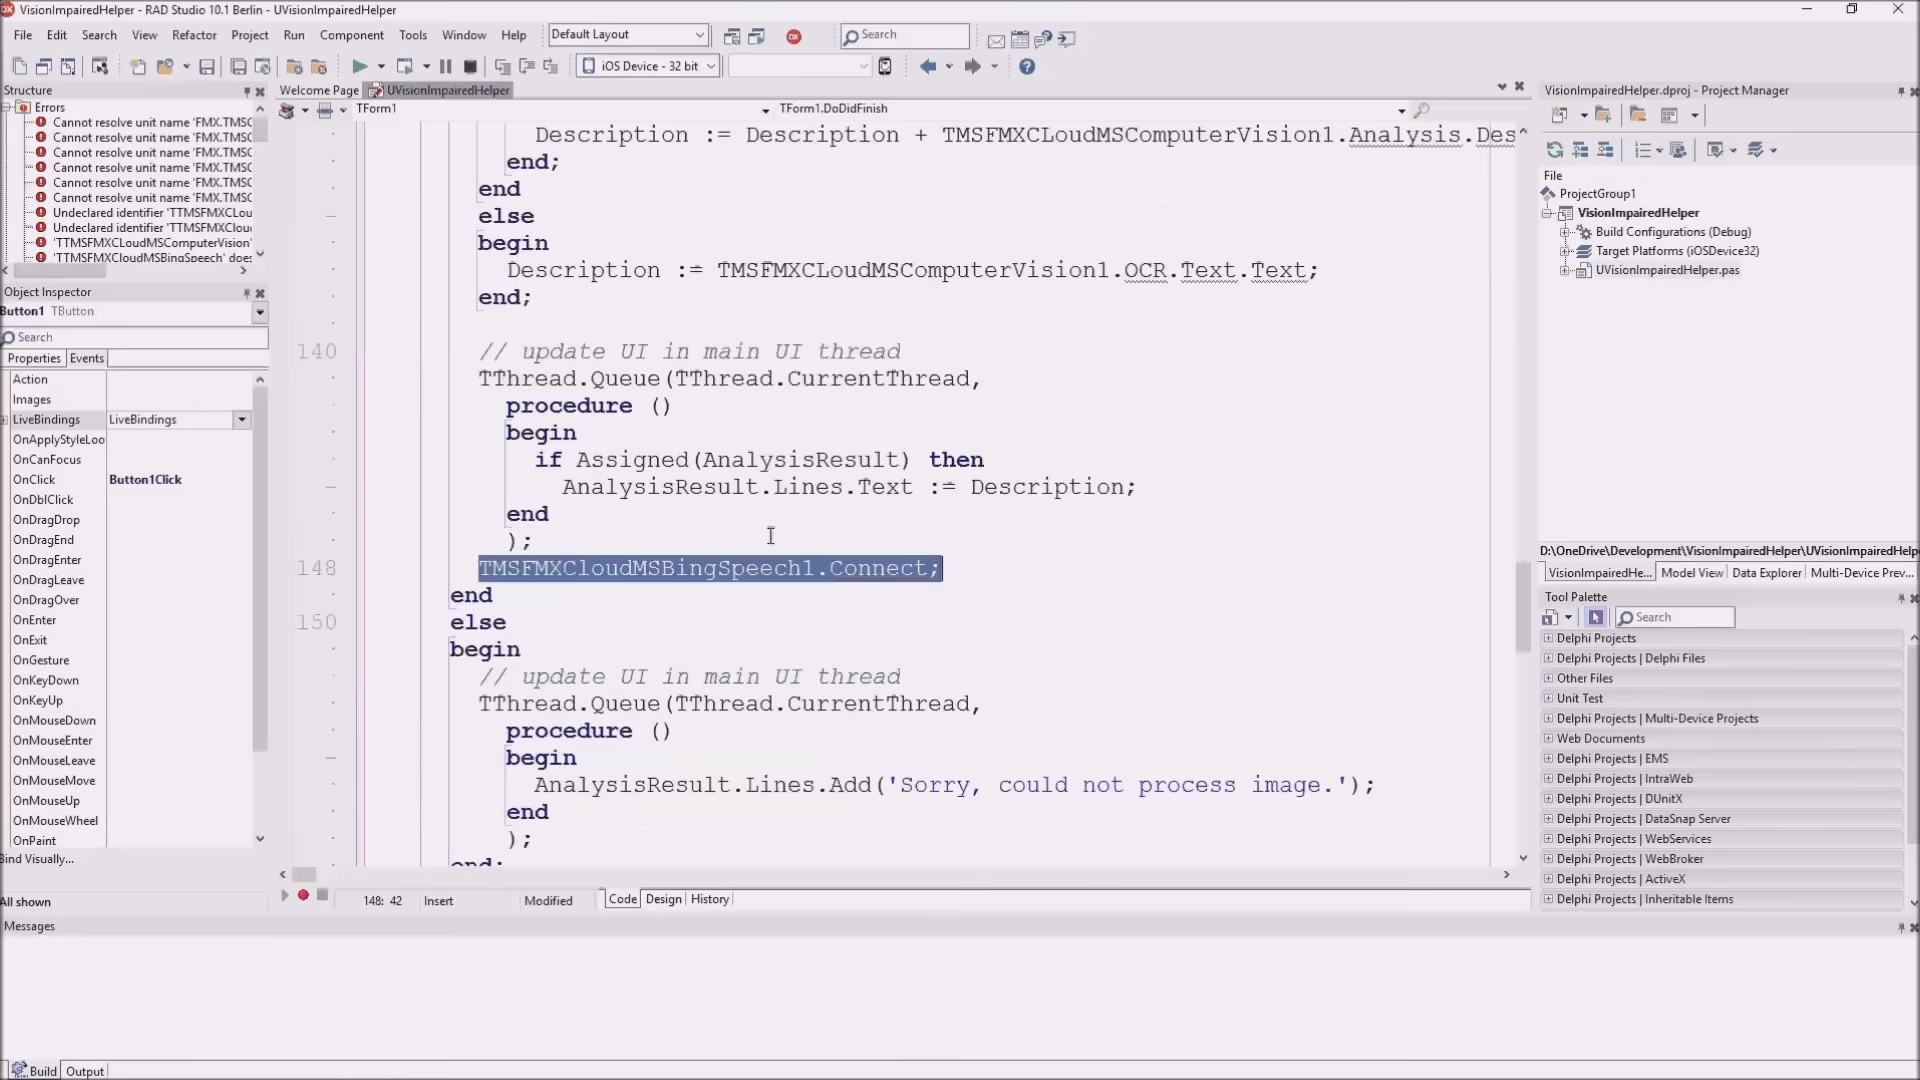 VisionImpairedHelper - RAD Studio 10.1 Berlin - UVisionImpairedHelper
File Edit Search View Refactor Project Run Component Tools Window Help Default Layout Search
iOS Device - 32 bit
Structure
Errors
Cannot resolve unit name 'FMX.TMSC
Cannot resolve unit name 'FMX.TMSC
Cannot resolve unit name 'FMX.TMSC
Cannot resolve unit name 'FMX.TMSC
Cannot resolve unit name 'FMX.TMSC
Cannot resolve unit name 'FMX.TMSC
Undeclared identifier 'TTMSFMXCLou
Undeclared identifier 'TTMSFMXClou
'TTMSFMXCLoudMSComputerVision'
'TTMSFMXCloudMSBingSpeech' does
Object Inspector
Button1 TButton
Search
Properties Events
Action
Images
LiveBindings LiveBindings
OnApplyStyleLoo
OnCanFocus
OnClick Button1Click
OnDblClick
OnDragDrop
OnDragEnd
OnDragEnter
OnDragLeave
OnDragOver
OnEnter
OnExit
OnGesture
OnKeyDown
OnKeyUp
OnMouseDown
OnMouseEnter
OnMouseLeave
OnMouseMove
OnMouseUp
OnMouseWheel
OnPaint
Bind Visually...
All shown
Welcome Page UVisionImpairedHelper
TForm1 TForm1.DoDidFinish
Description := Description + TMSFMXCLoudMSComputerVision1.Analysis.Des
end;
end
else
begin
Description := TMSFMXCLoudMSComputerVision1.OCR.Text.Text;
end;
140 // update UI in main UI thread
TThread.Queue(TThread.CurrentThread,
procedure ()
begin
if Assigned(AnalysisResult) then
AnalysisResult.Lines.Text := Description;
end
);
148 TMSFMXCloudMSBingSpeech1.Connect;
end
150 else
begin
// update UI in main UI thread
TThread.Queue(TThread.CurrentThread,
procedure ()
begin
AnalysisResult.Lines.Add('Sorry, could not process image.');
end
);
end;
148: 42 Insert Modified Code Design History
VisionImpairedHelper.dproj - Project Manager
File
ProjectGroup1
VisionImpairedHelper
Build Configurations (Debug)
Target Platforms (iOSDevice32)
UVisionImpairedHelper.pas
D:\OneDrive\Development\VisionImpairedHelper\UVisionImpairedHelper
VisionImpairedHe... Model View Data Explorer Multi-Device Prev...
Tool Palette
Search
Delphi Projects
Delphi Projects | Delphi Files
Other Files
Unit Test
Delphi Projects | Multi-Device Projects
Web Documents
Delphi Projects | EMS
Delphi Projects | IntraWeb
Delphi Projects | DUnitX
Delphi Projects | DataSnap Server
Delphi Projects | WebServices
Delphi Projects | WebBroker
Delphi Projects | ActiveX
Delphi Projects | Inheritable Items
Messages
Build Output